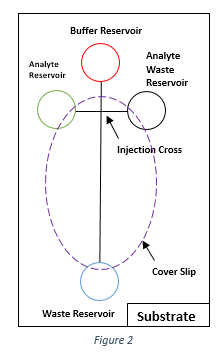 Buffer Reservoir
Analyte
Reservoir
Analyte
Waste
Reservoir
Injection Cross
Cover Slip
Waste Reservoir
Substrate
Figure 2